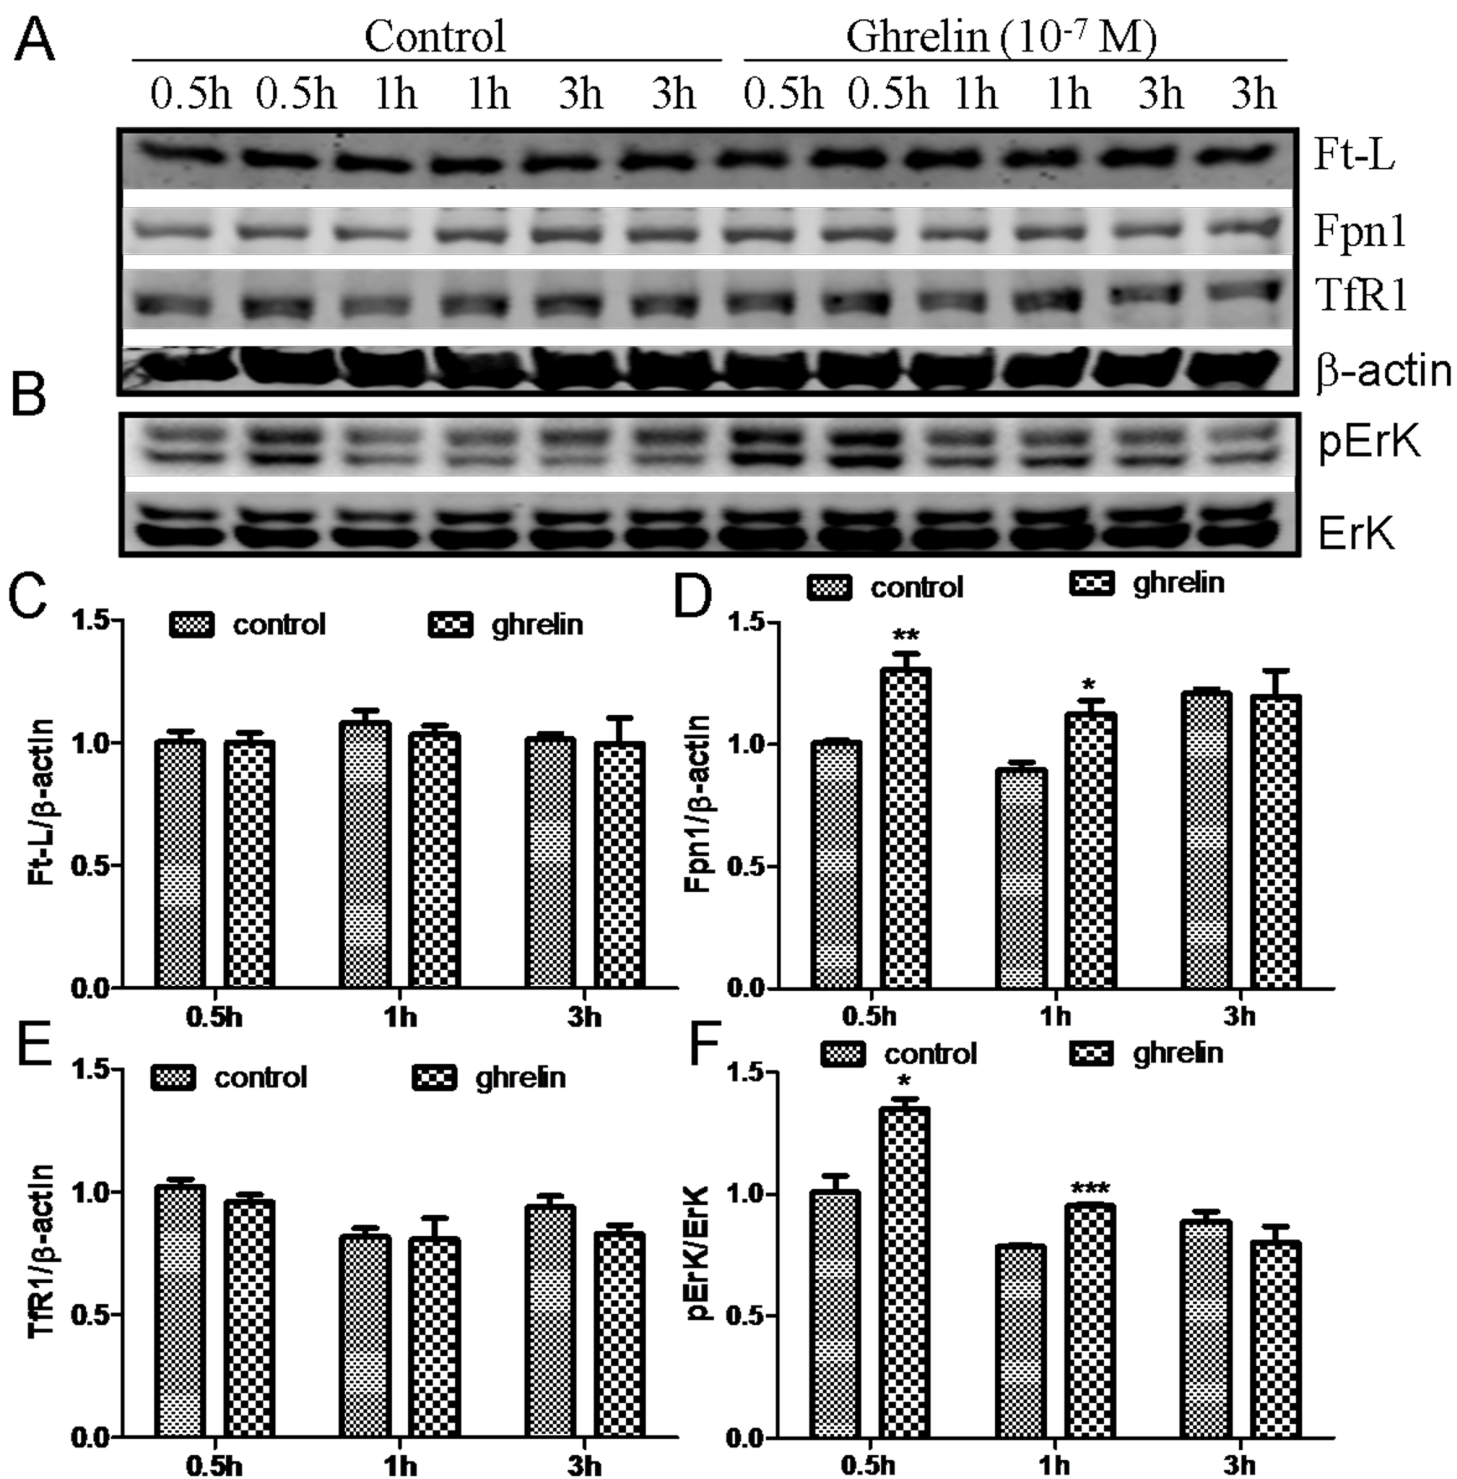 A
Control Ghrelin (10-7 M)
0.5h 0.5h 1h 1h 3h 3h 0.5h 0.5h 1h 1h 3h 3h
Ft-L
Fpn1
TfR1
β-actin
B
pErK
ErK
C
control ghrelin
1.5
1.0
0.5
0.0
Ft-L/β-actin
0.5h 1h 3h
D
control ghrelin
1.5
1.0
0.5
0.0
Fpn1/β-actin
** * 
0.5h 1h 3h
E
control ghrelin
1.5
1.0
0.5
0.0
TfR1/β-actin
0.5h 1h 3h
F
control ghrelin
1.5
1.0
0.5
0.0
pErK/ErK
* ***
0.5h 1h 3h